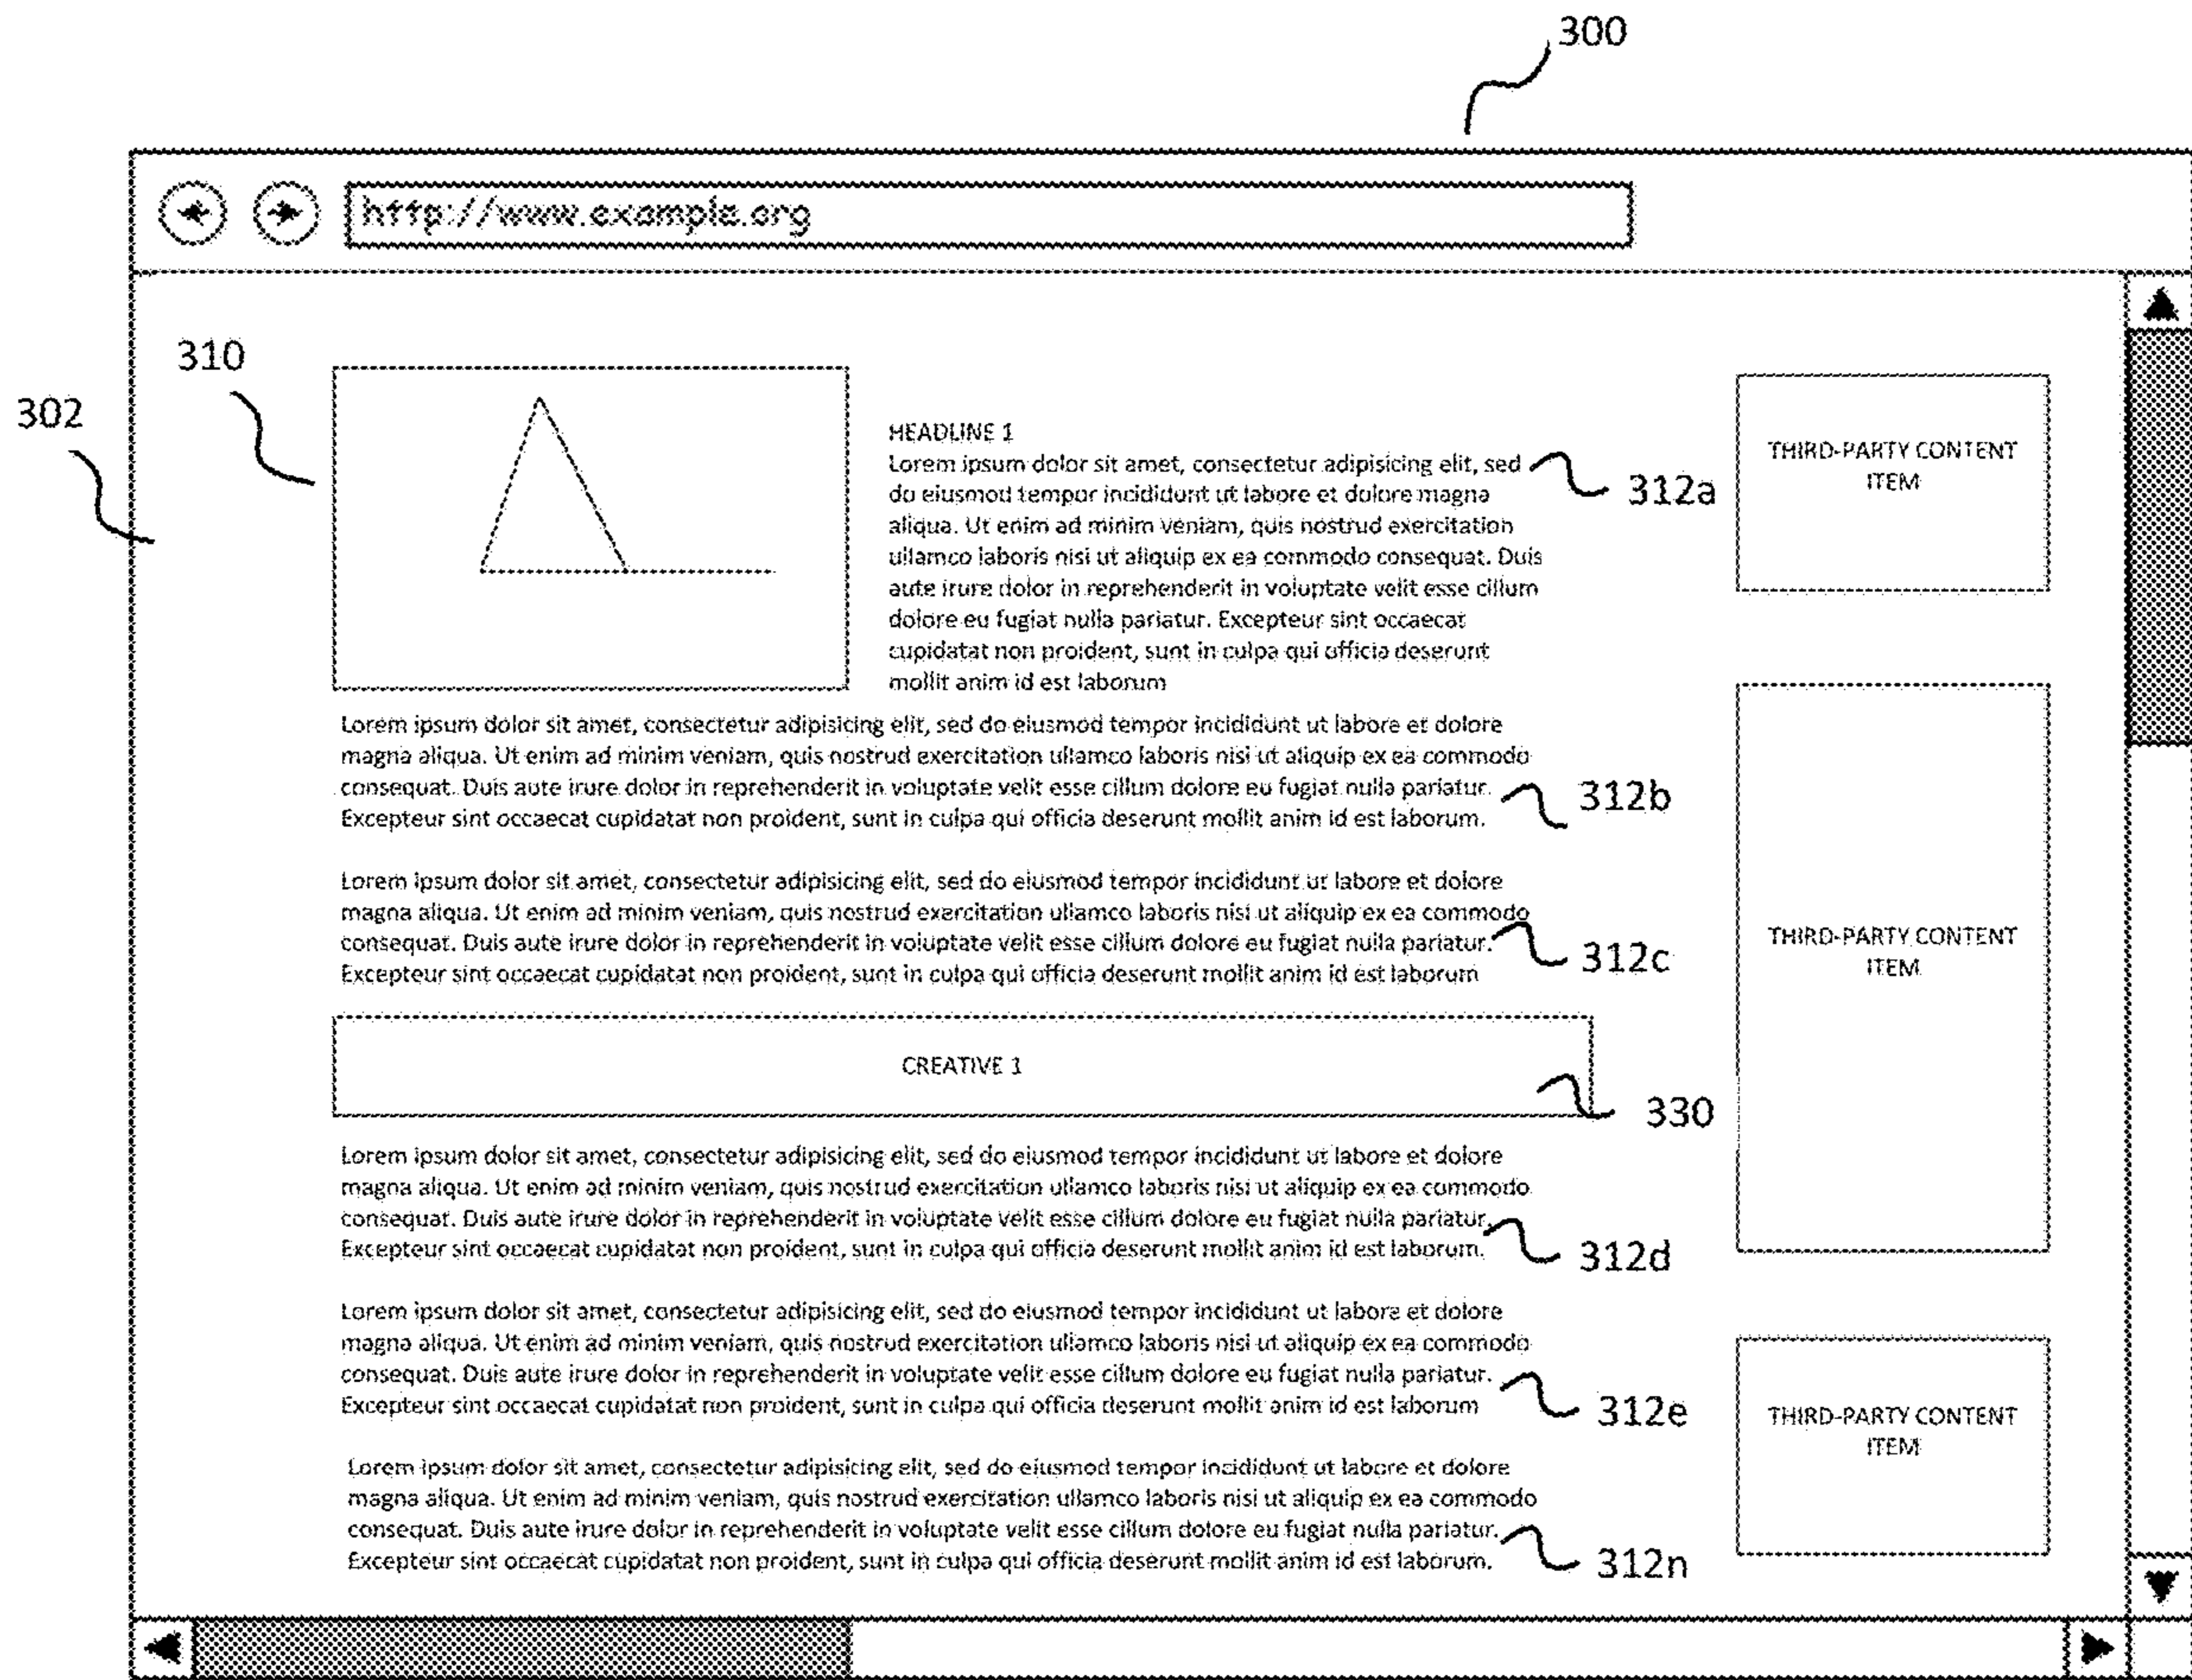 300
http://www.example.org
310
302
HEADLINE 1
Lorem ipsum dolor sit amet, consectetur adipisicing elit, sed
do eiusmod tempor incididunt ut labore et dolore magna
aliqua. Ut enim ad minim veniam, quis nostrud exercitation
ullamco laboris nisi ut aliquip ex ea commodo consequat. Duis
aute irure dolor in reprehenderit in voluptate velit esse cillum
dolore eu fugiat nulla pariatur. Excepteur sint occaecat
cupidatat non proident, sunt in culpa qui officia deserunt
mollit anim id est laborum
312a
THIRD-PARTY CONTENT
ITEM
Lorem ipsum dolor sit amet, consectetur adipisicing elit, sed do eiusmod tempor incididunt ut labore et dolore
magna aliqua. Ut enim ad minim veniam, quis nostrud exercitation ullamco laboris nisi ut aliquip ex ea commodo
consequat. Duis aute irure dolor in reprehenderit in voluptate velit esse cillum dolore eu fugiat nulla pariatur.
Excepteur sint occaecat cupidatat non proident, sunt in culpa qui officia deserunt mollit anim id est laborum.
312b
Lorem ipsum dolor sit amet, consectetur adipisicing elit, sed do eiusmod tempor incididunt ut labore et dolore
magna aliqua. Ut enim ad minim veniam, quis nostrud exercitation ullamco laboris nisi ut aliquip ex ea commodo
consequat. Duis aute irure dolor in reprehenderit in voluptate velit esse cillum dolore eu fugiat nulla pariatur.
Excepteur sint occaecat cupidatat non proident, sunt in culpa qui officia deserunt mollit anim id est laborum
312c
THIRD-PARTY CONTENT
ITEM
CREATIVE 1
330
Lorem ipsum dolor sit amet, consectetur adipisicing elit, sed do eiusmod tempor incididunt ut labore et dolore
magna aliqua. Ut enim ad minim veniam, quis nostrud exercitation ullamco laboris nisi ut aliquip ex ea commodo
consequat. Duis aute irure dolor in reprehenderit in voluptate velit esse cillum dolore eu fugiat nulla pariatur.
Excepteur sint occaecat cupidatat non proident, sunt in culpa qui officia deserunt mollit anim id est laborum.
312d
Lorem ipsum dolor sit amet, consectetur adipisicing elit, sed do eiusmod tempor incididunt ut labore et dolore
magna aliqua. Ut enim ad minim veniam, quis nostrud exercitation ullamco laboris nisi ut aliquip ex ea commodo
consequat. Duis aute irure dolor in reprehenderit in voluptate velit esse cillum dolore eu fugiat nulla pariatur.
Excepteur sint occaecat cupidatat non proident, sunt in culpa qui officia deserunt mollit anim id est laborum
312e
THIRD-PARTY CONTENT
ITEM
Lorem ipsum dolor sit amet, consectetur adipisicing elit, sed do eiusmod tempor incididunt ut labore et dolore
magna aliqua. Ut enim ad minim veniam, quis nostrud exercitation ullamco laboris nisi ut aliquip ex ea commodo
consequat. Duis aute irure dolor in reprehenderit in voluptate velit esse cillum dolore eu fugiat nulla pariatur.
Excepteur sint occaecat cupidatat non proident, sunt in culpa qui officia deserunt mollit anim id est laborum.
312n